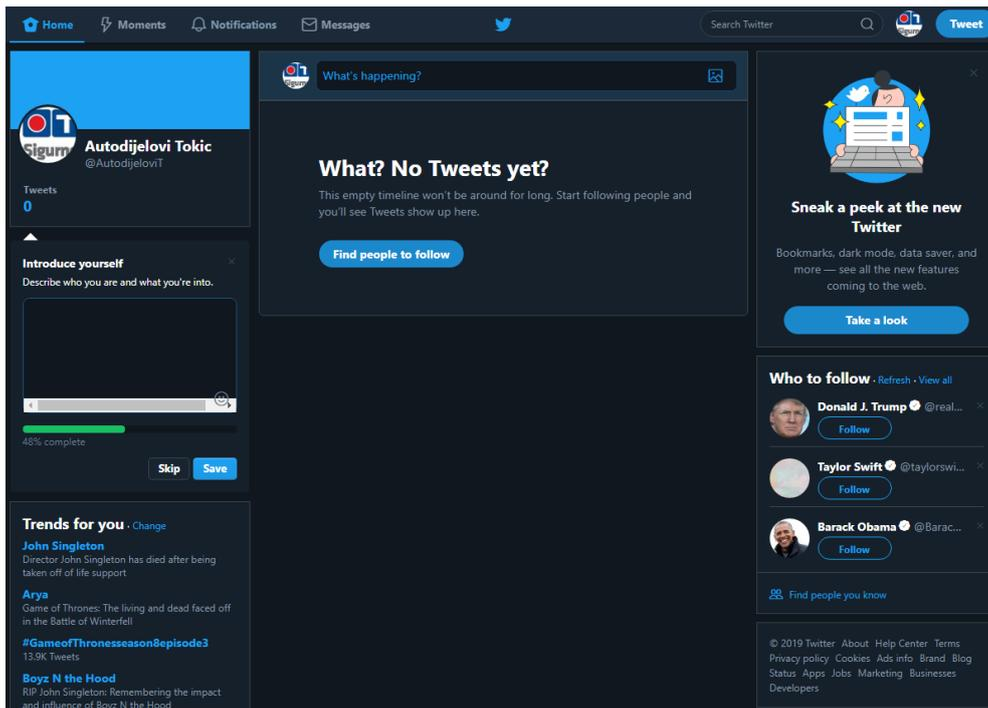 Home Moments Notifications Messages Search Twitter Tweet
Autodijelovi Tokic
@AutodijeloviT
Tweets
0
Introduce yourself
Describe who you are and what you're into.
48% complete
Skip Save
Trends for you · Change
John Singleton
Director John Singleton has died after being
taken off of life support
Arya
Game of Thrones: The living and dead faced off
in the Battle of Winterfell
#GameofThronesseason8episode3
13.9K Tweets
Boyz N the Hood
RIP John Singleton: Remembering the impact
and influence of Boyz N the Hood
What's happening?
What? No Tweets yet?
This empty timeline won't be around for long. Start following people and
you'll see Tweets show up here.
Find people to follow
Sneak a peek at the new
Twitter
Bookmarks, dark mode, data saver, and
more — see all the new features
coming to the web.
Take a look
Who to follow · Refresh · View all
Donald J. Trump @real...
Follow
Taylor Swift @taylorswi...
Follow
Barack Obama @Barac...
Follow
Find people you know
© 2019 Twitter About Help Center Terms
Privacy policy Cookies Ads info Brand Blog
Status Apps Jobs Marketing Businesses
Developers